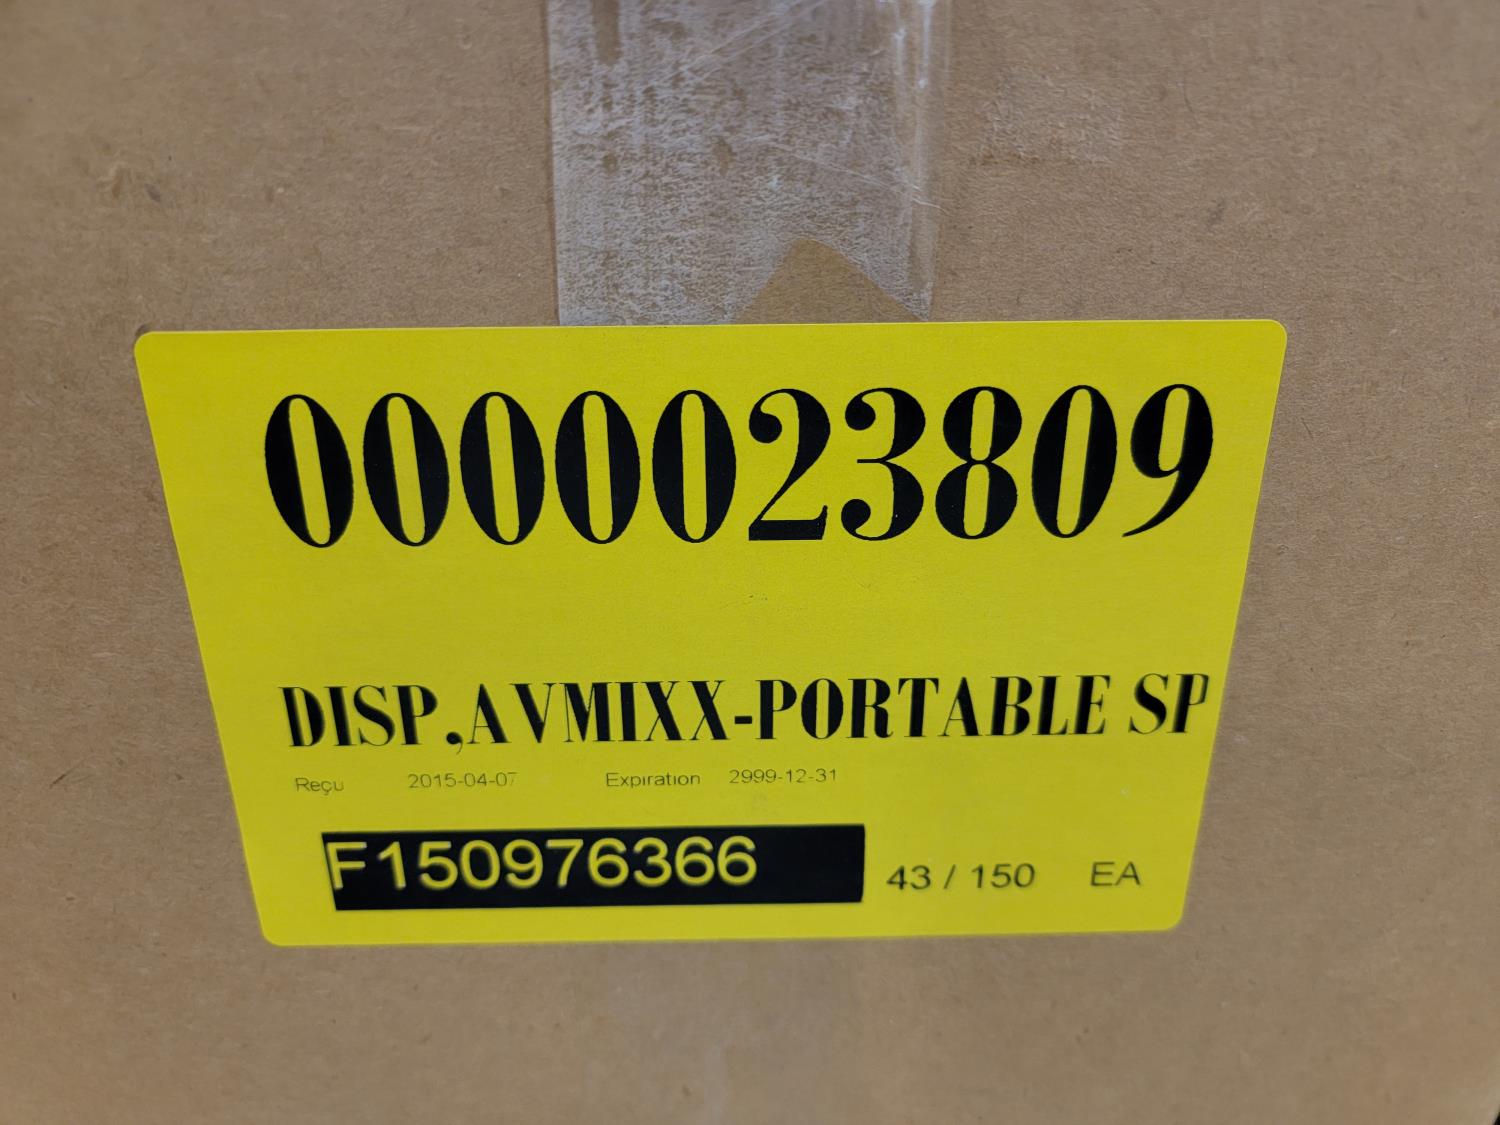 0000023809
DISP,AVMIXX-PORTABLE SP
Reçu 2015-04-07 Expiration 2999-12-31
F150976366 43 / 150 EA